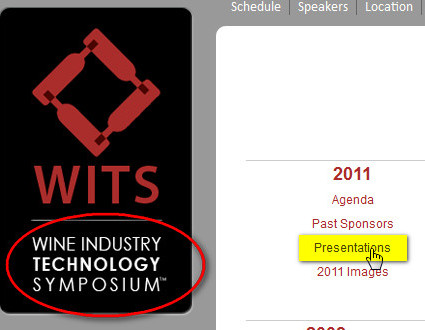 Schedule | Speakers | Location
WITS
WINE INDUSTRY
TECHNOLOGY
SYMPOSIUM™
2011
Agenda
Past Sponsors
Presentations
2011 Images